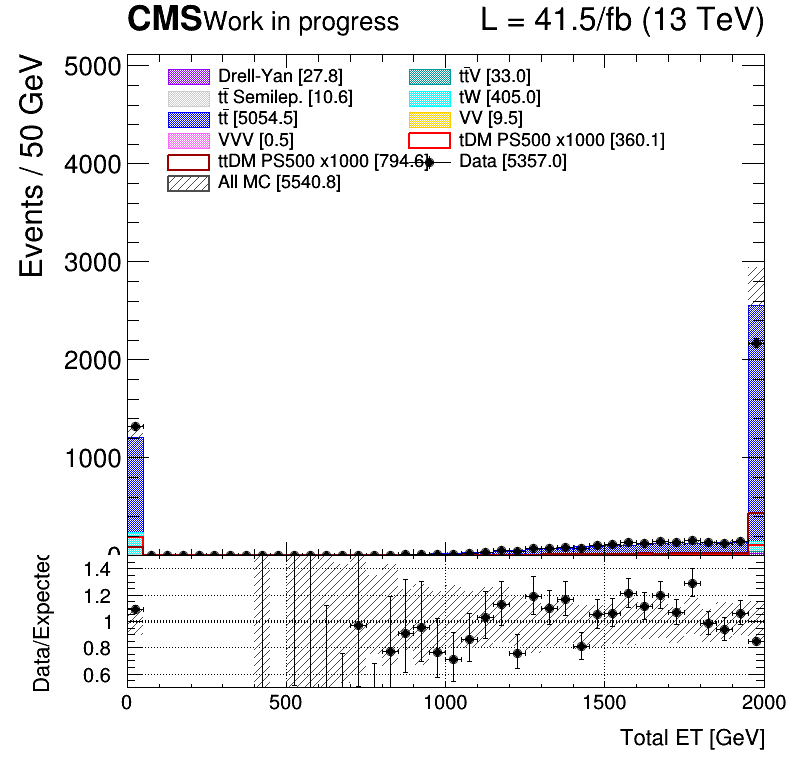 CMS Work in progress L = 41.5/fb (13 TeV)
Events / 50 GeV
5000
4000
3000
2000
1000
0
Drell-Yan [27.8] tt̄V [33.0]
tt̄ Semilep. [10.6] tW [405.0]
tt̄ [5054.5] VV [9.5]
VVV [0.5] tDM PS500 x1000 [360.1]
ttDM PS500 x1000 [794.6] Data [5357.0]
All MC [5540.8]
Data/Expected
1.4
1.2
1
0.8
0.6
0 500 1000 1500 2000
Total ET [GeV]